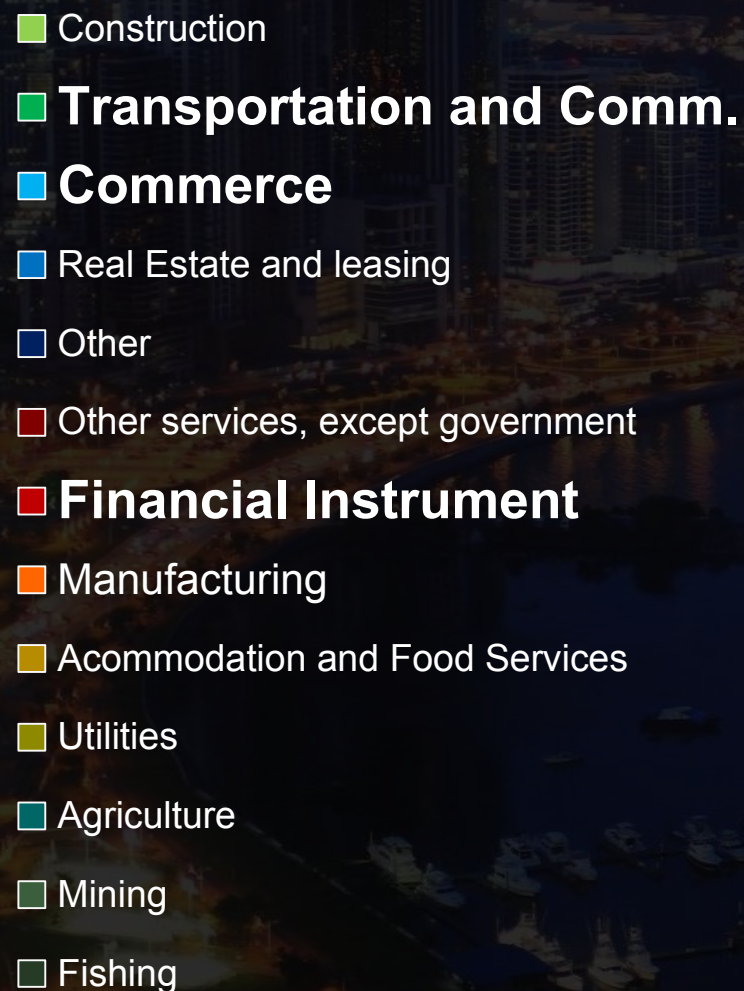 Construction
Transportation and Comm.
Commerce
Real Estate and leasing
Other
Other services, except government
Financial Instrument
Manufacturing
Acommodation and Food Services
Utilities
Agriculture
Mining
Fishing